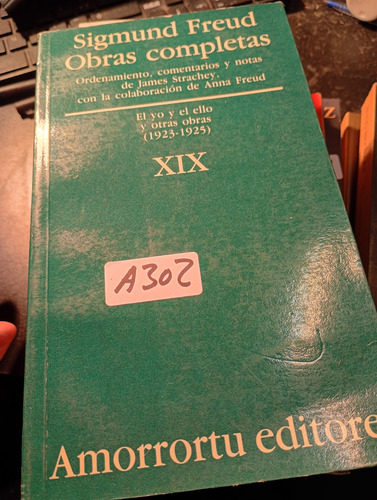 Sigmund Freud
Obras completas
Ordenamiento, comentarios y notas
de James Strachey,
con la colaboración de Anna Freud
El yo y el ello
y otras obras
(1923-1925)
XIX
A302
Amorrortu editore
Z